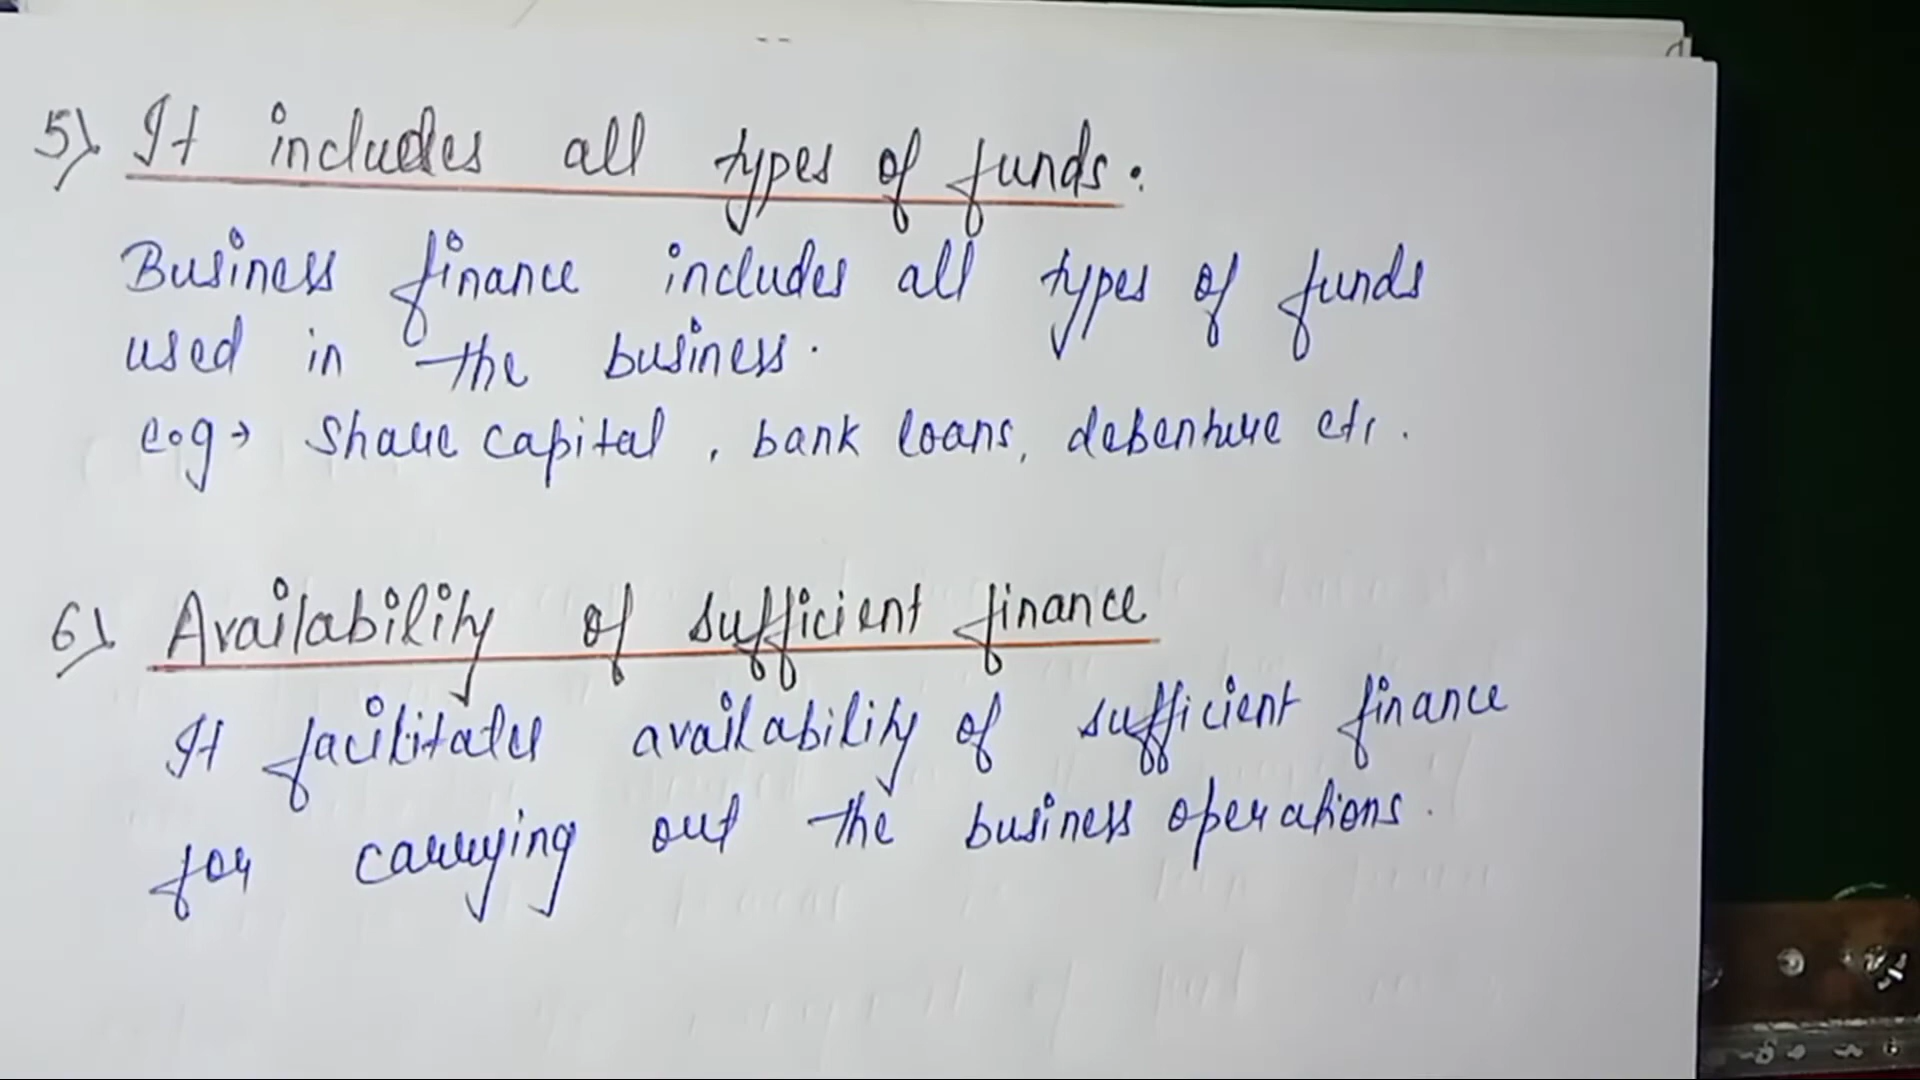 5) It includes all types of funds.
Business finance includes all types of funds
used in the business.
e.g → Share capital, bank loans, debenture etc.
6) Availability of sufficient finance
It facilitates availability of sufficient finance
for carrying out the business operations.